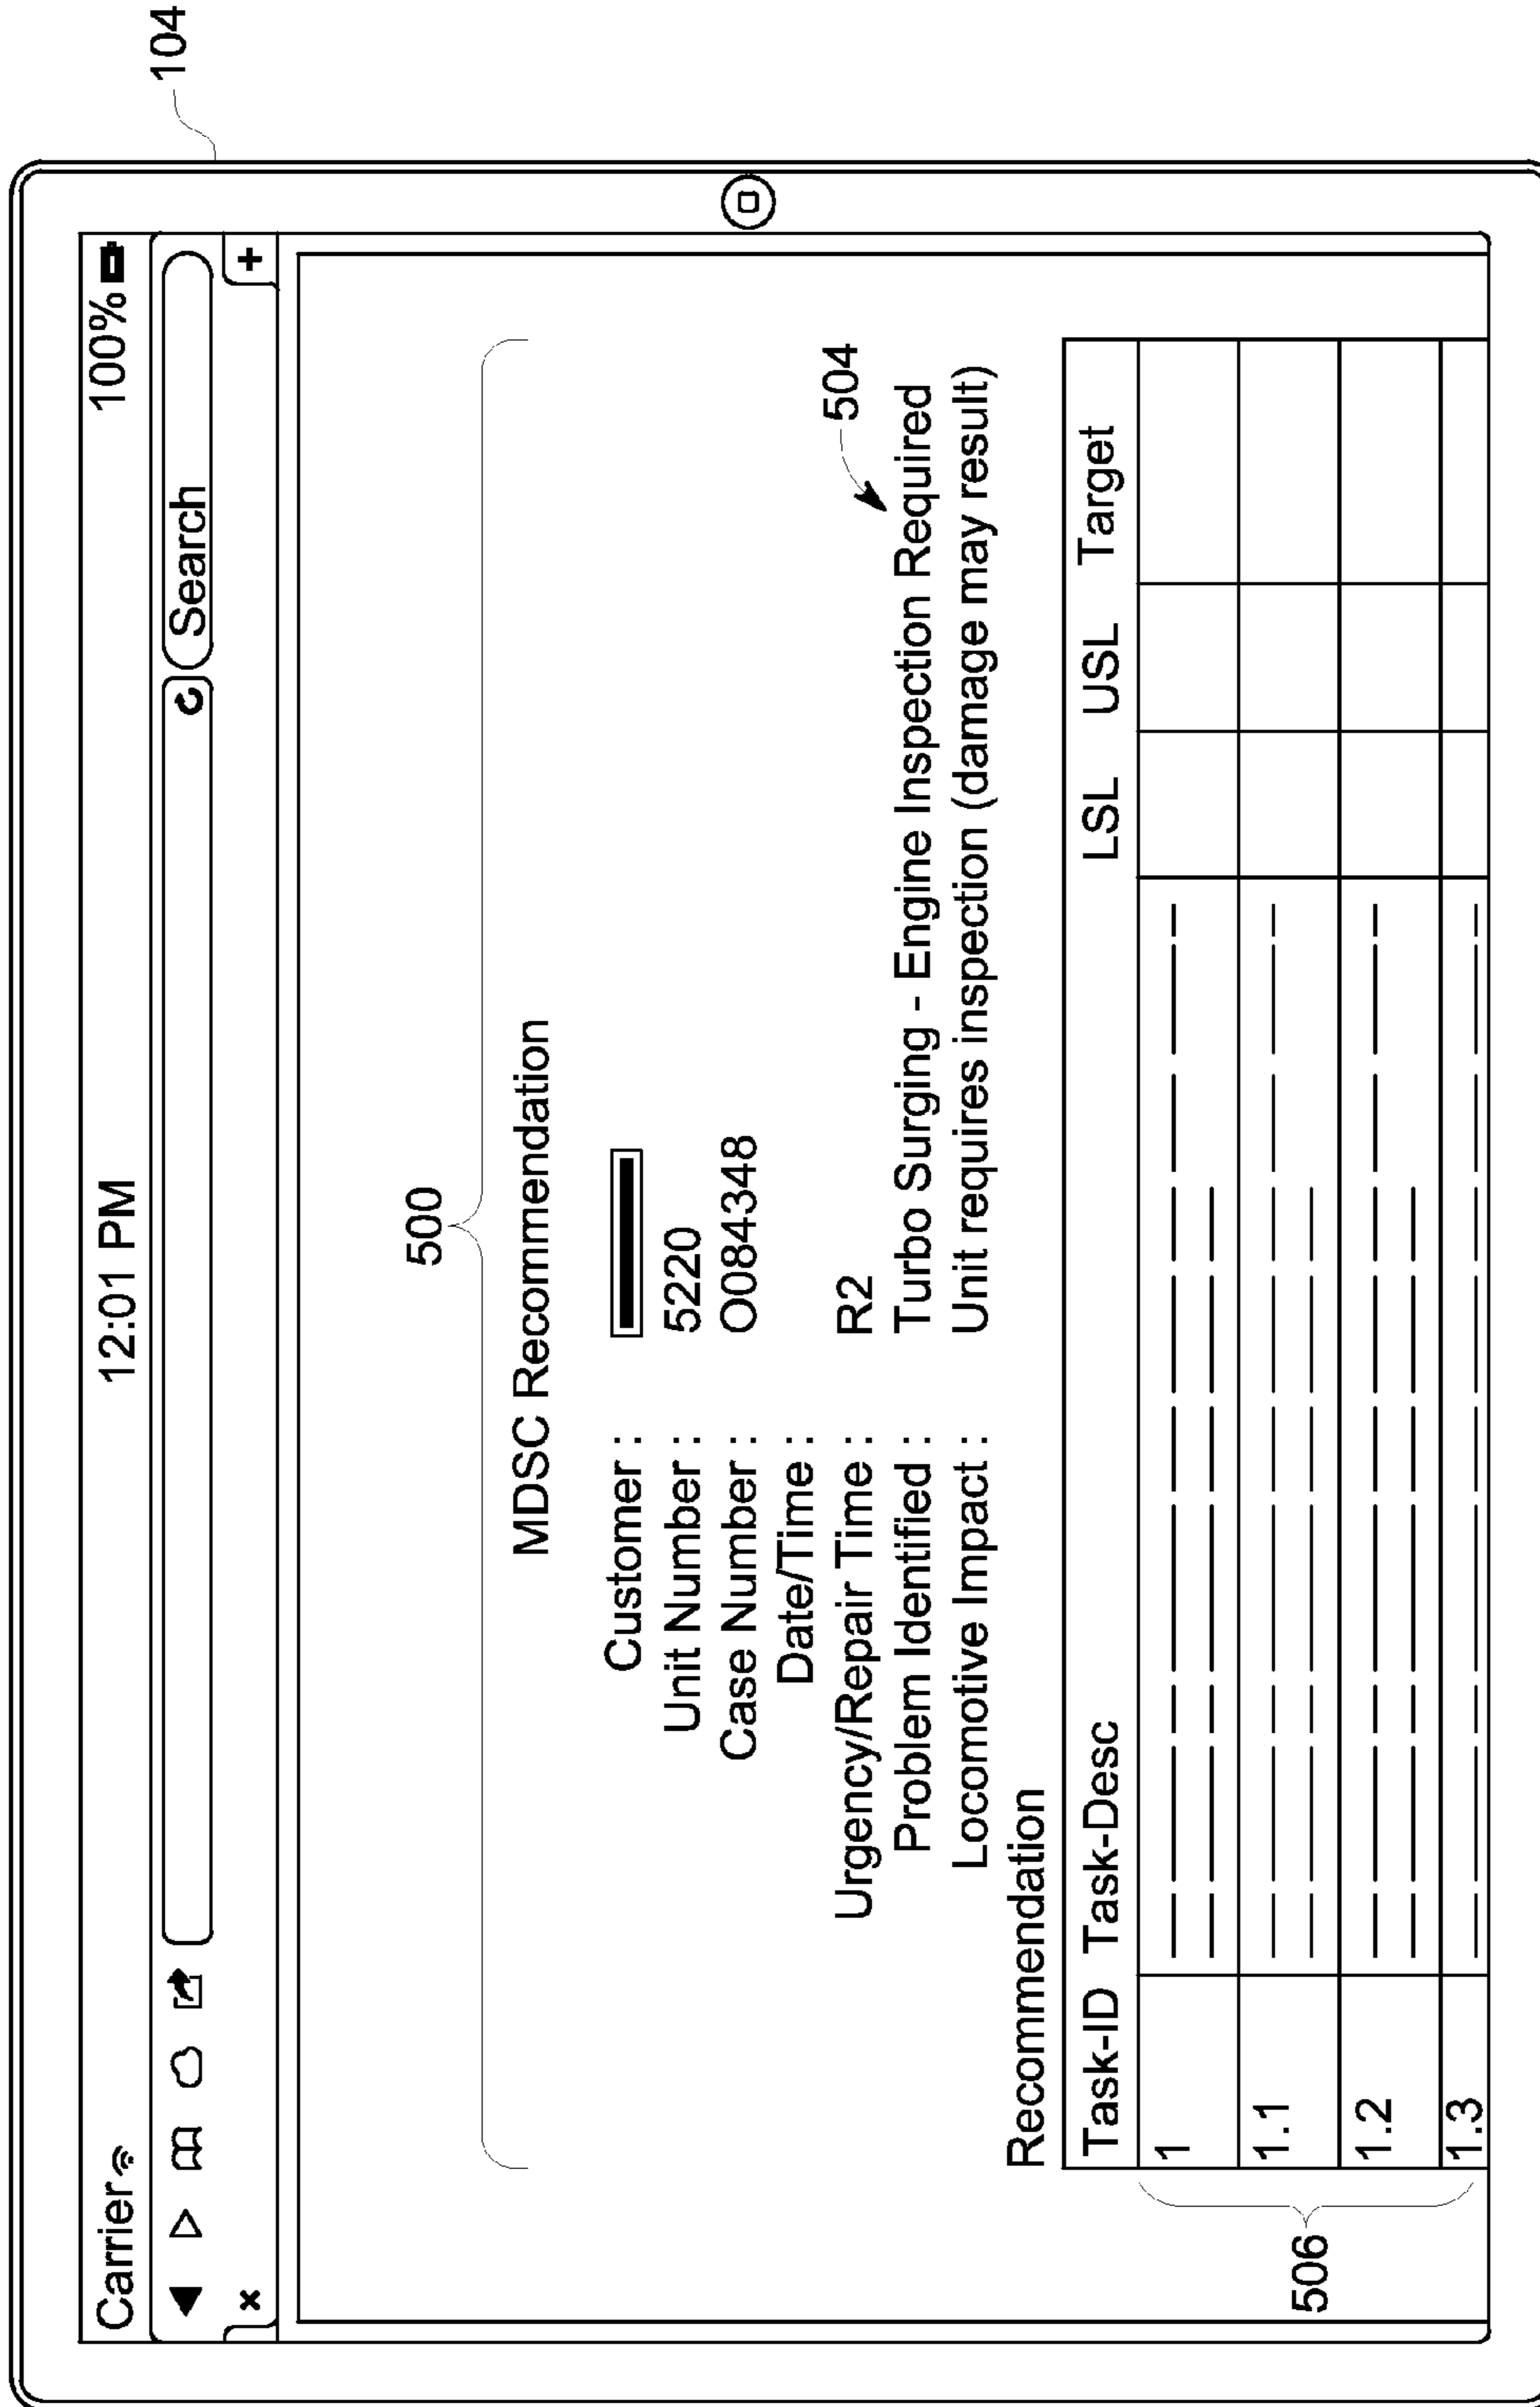 104
Carrier 12:01 PM 100%
Search
x +
500
MDSC Recommendation
Customer :
Unit Number : 5220
Case Number : O084348
Date/Time :
Urgency/Repair Time : R2
504
Problem Identified : Turbo Surging - Engine Inspection Required
Locomotive Impact : Unit requires inspection (damage may result)
Recommendation
Task-ID Task-Desc LSL USL Target
1
1.1
506
1.2
1.3